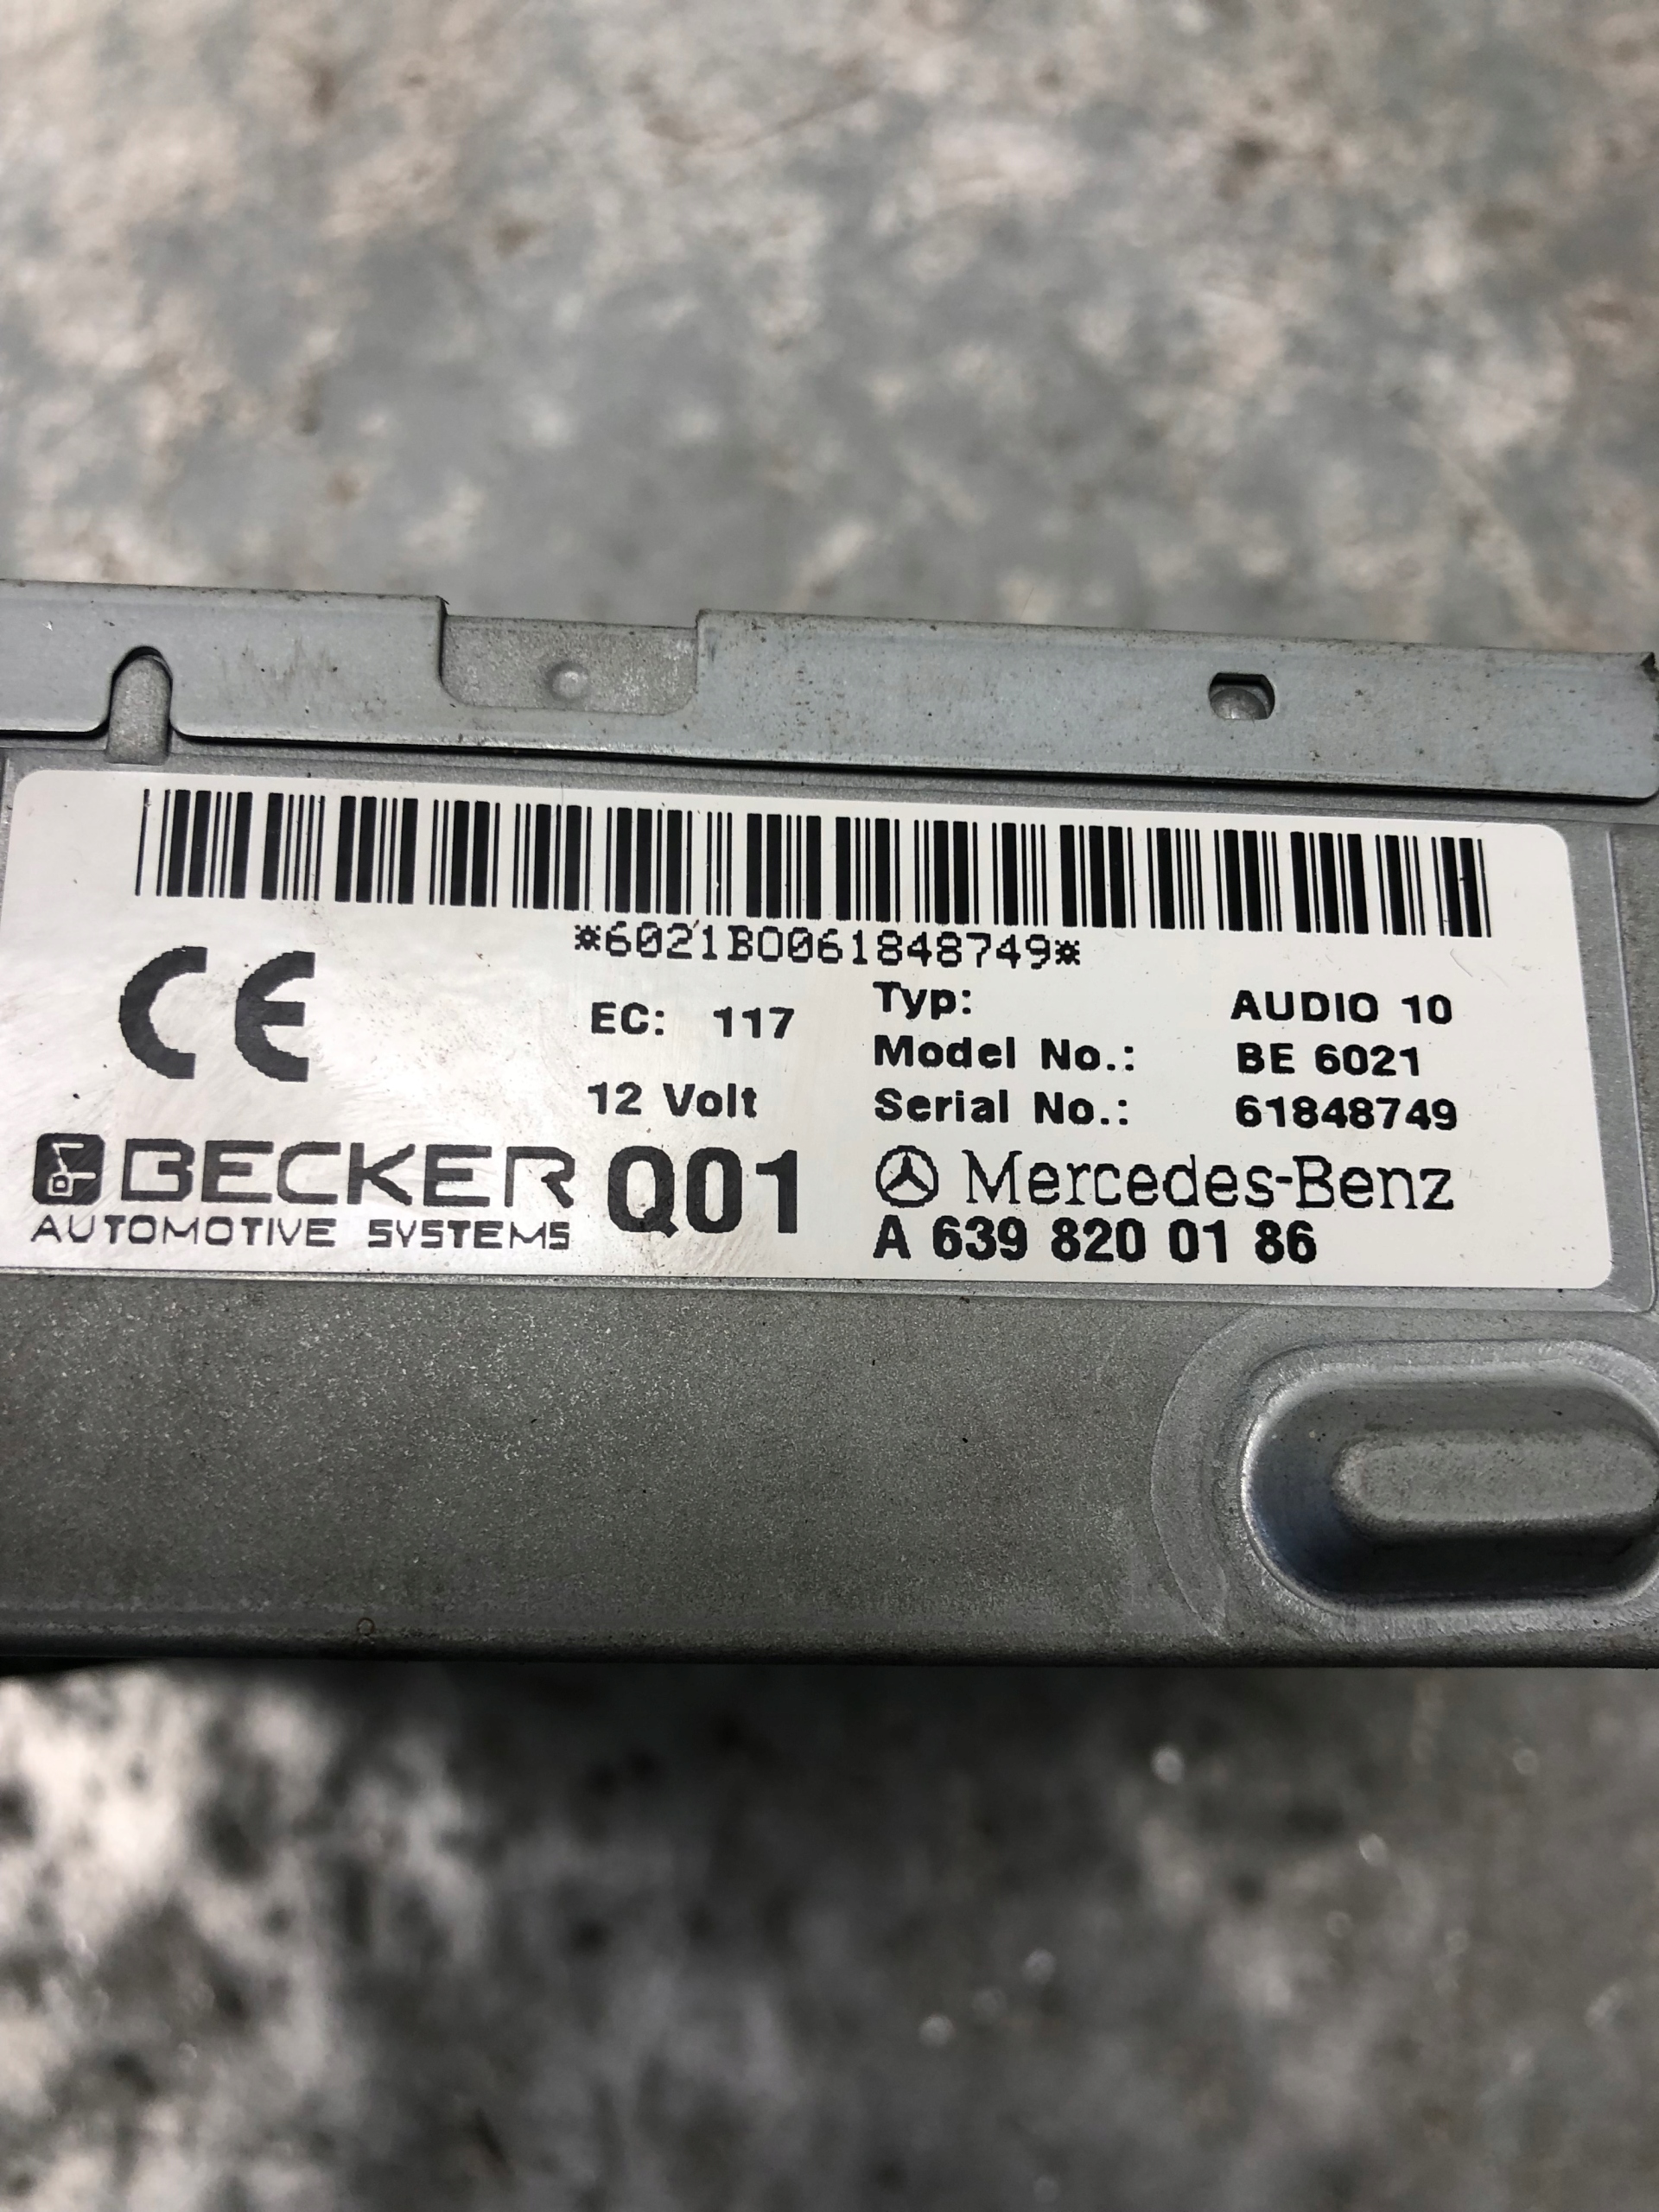 *6021B0061848749*
CE
EC: 117
12 Volt
Typ: AUDIO 10
Model No.: BE 6021
Serial No.: 61848749
BECKER
AUTOMOTIVE SYSTEMS
Q01
Mercedes-Benz
A 639 820 01 86